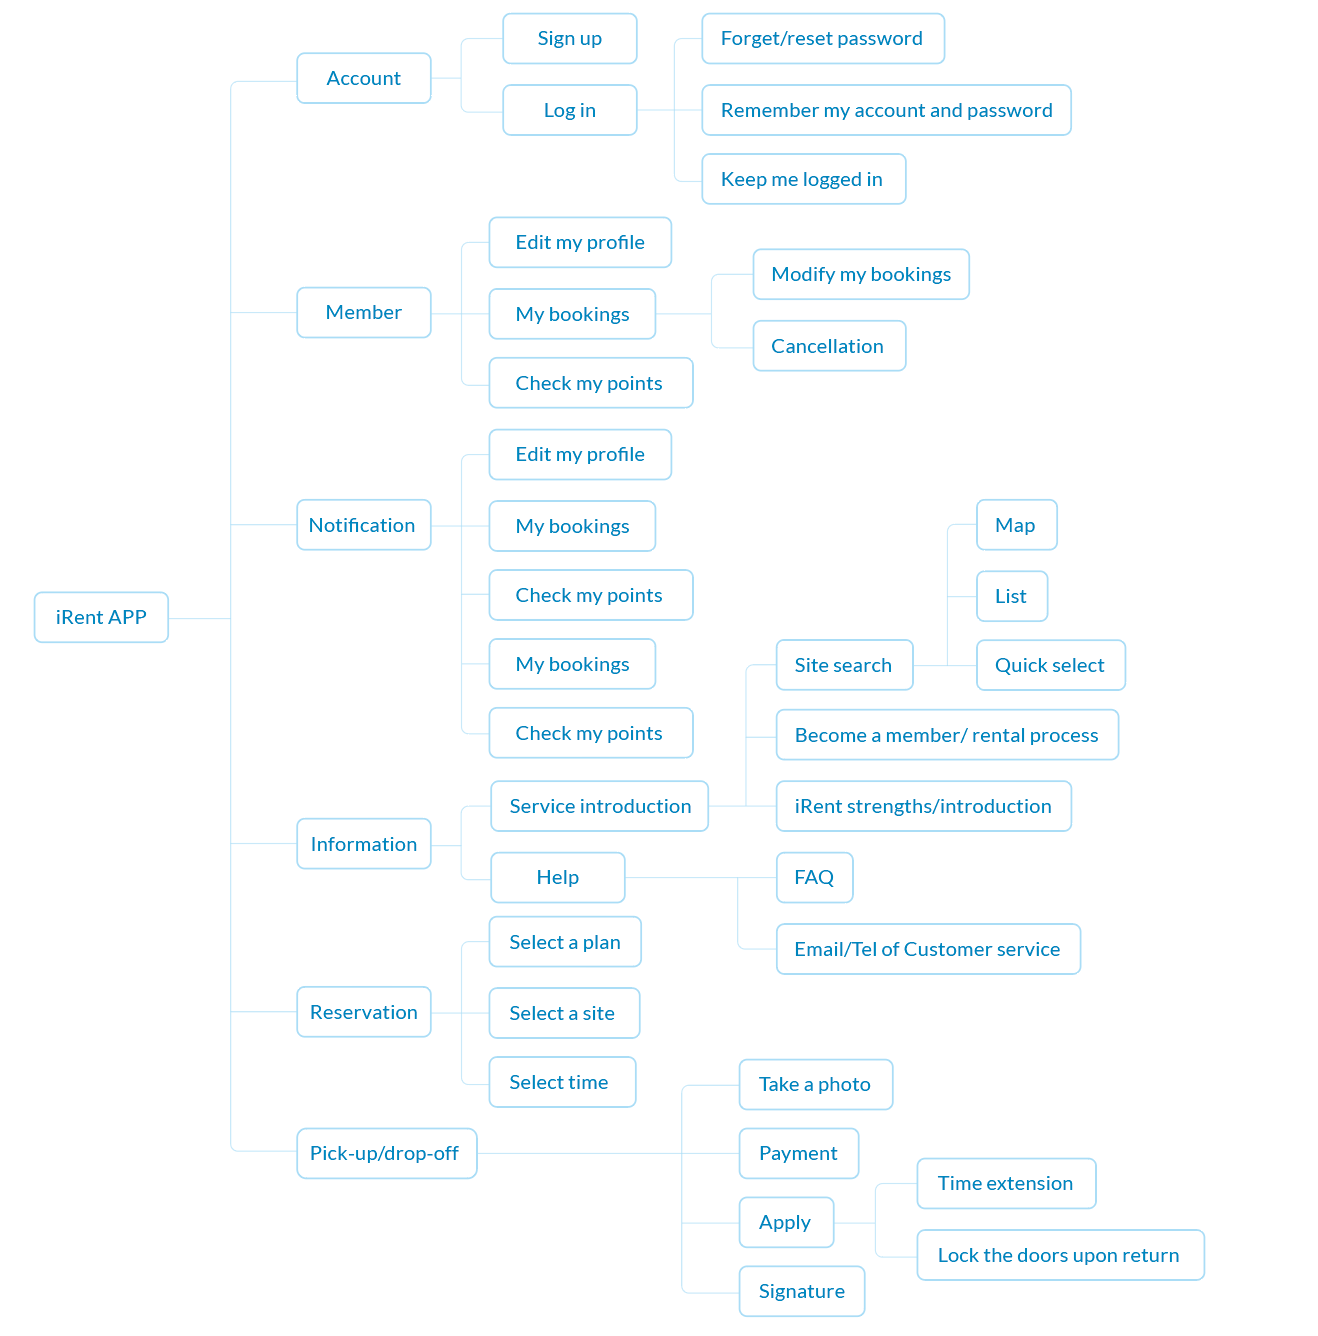 iRent APP
Account
Sign up
Log in
Forget/reset password
Remember my account and password
Keep me logged in
Member
Edit my profile
My bookings
Modify my bookings
Cancellation
Check my points
Notification
Edit my profile
My bookings
Check my points
My bookings
Check my points
Information
Service introduction
Site search
Map
List
Quick select
Become a member/ rental process
iRent strengths/introduction
Help
FAQ
Email/Tel of Customer service
Reservation
Select a plan
Select a site
Select time
Pick-up/drop-off
Take a photo
Payment
Apply
Time extension
Lock the doors upon return
Signature